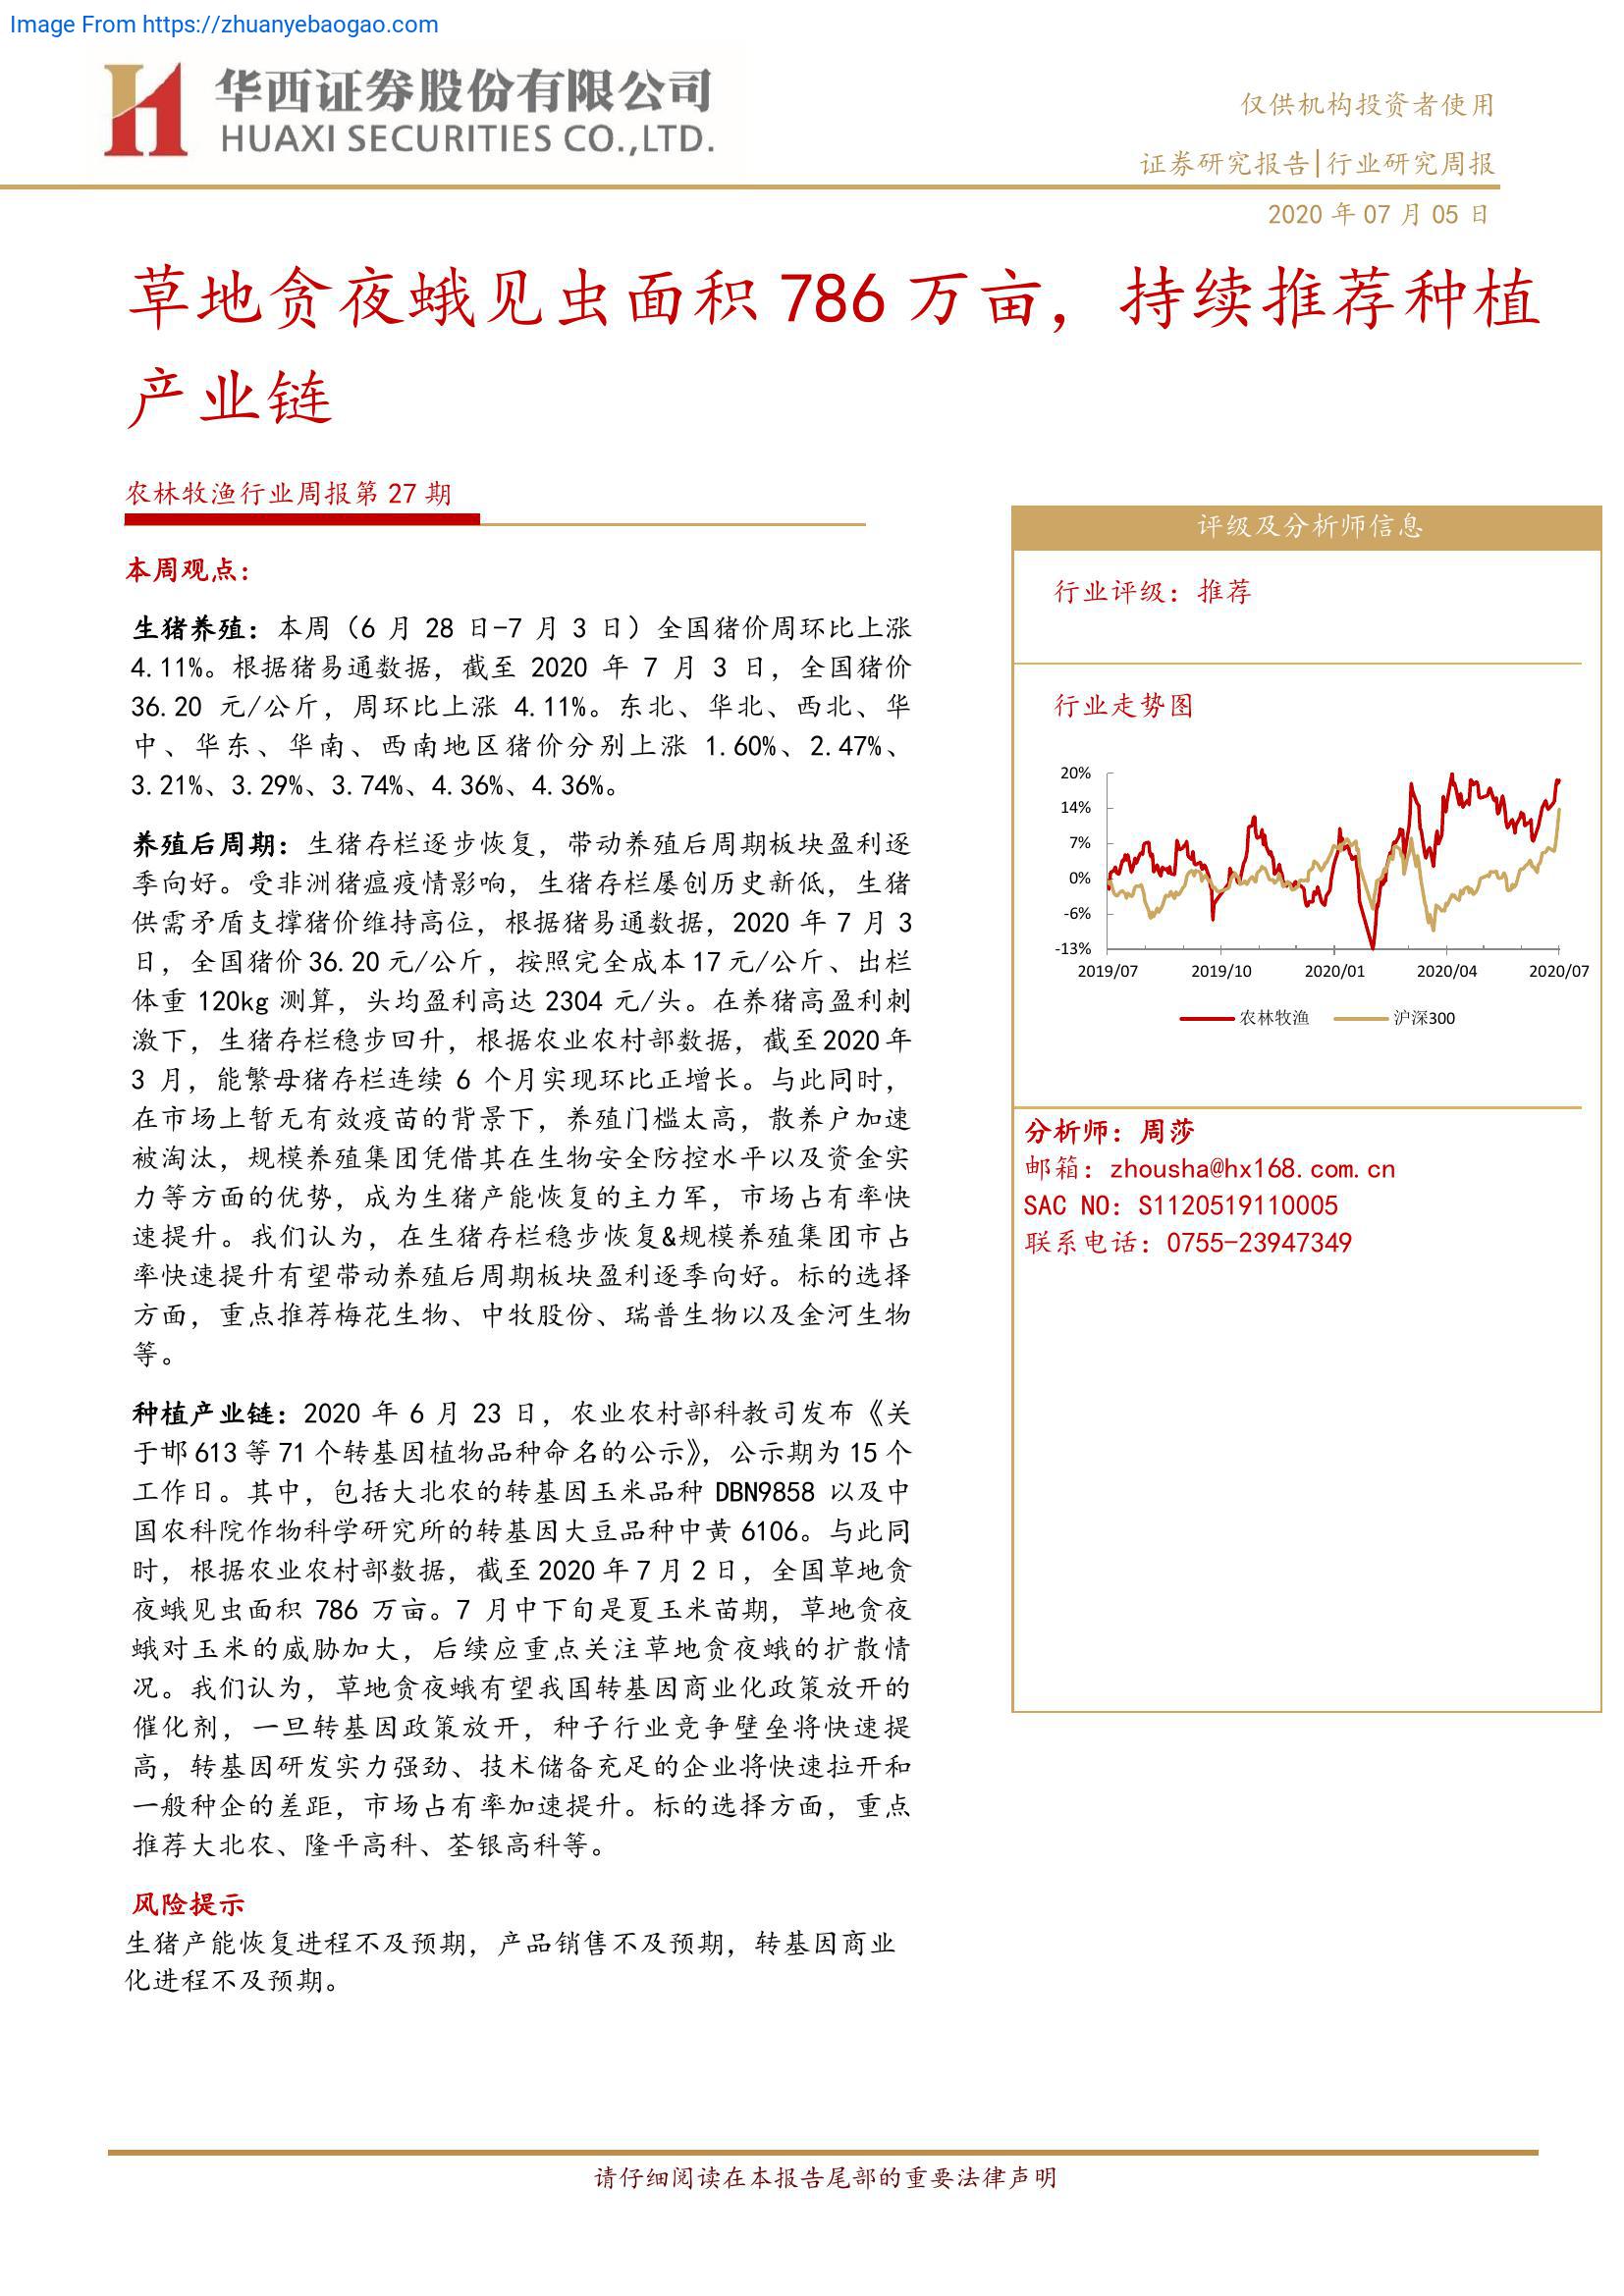 Image From https://zhuanyebaogao.com
华西证券股份有限公司
HUAXI SECURITIES CO.,LTD.
仅供机构投资者使用
证券研究报告|行业研究周报
2020 年 07 月 05 日
草地贪夜蛾见虫面积 786 万亩，持续推荐种植
产业链
农林牧渔行业周报第 27 期
本周观点：
生猪养殖：本周（6 月 28 日-7 月 3 日）全国猪价周环比上涨
4.11%。根据猪易通数据，截至 2020 年 7 月 3 日，全国猪价
36.20 元/公斤，周环比上涨 4.11%。东北、华北、西北、华
中、华东、华南、西南地区猪价分别上涨 1.60%、2.47%、
3.21%、3.29%、3.74%、4.36%、4.36%。
养殖后周期：生猪存栏逐步恢复，带动养殖后周期板块盈利逐
季向好。受非洲猪瘟疫情影响，生猪存栏屡创历史新低，生猪
供需矛盾支撑猪价维持高位，根据猪易通数据，2020 年 7 月 3
日，全国猪价 36.20 元/公斤，按照完全成本 17 元/公斤、出栏
体重 120kg 测算，头均盈利高达 2304 元/头。在养猪高盈利刺
激下，生猪存栏稳步回升，根据农业农村部数据，截至 2020 年
3 月，能繁母猪存栏连续 6 个月实现环比正增长。与此同时，
在市场上暂无有效疫苗的背景下，养殖门槛太高，散养户加速
被淘汰，规模养殖集团凭借其在生物安全防控水平以及资金实
力等方面的优势，成为生猪产能恢复的主力军，市场占有率快
速提升。我们认为，在生猪存栏稳步恢复&规模养殖集团市占
率快速提升有望带动养殖后周期板块盈利逐季向好。标的选择
方面，重点推荐梅花生物、中牧股份、瑞普生物以及金河生物
等。
种植产业链：2020 年 6 月 23 日，农业农村部科教司发布《关
于邯 613 等 71 个转基因植物品种命名的公示》，公示期为 15 个
工作日。其中，包括大北农的转基因玉米品种 DBN9858 以及中
国农科院作物科学研究所的转基因大豆品种中黄 6106。与此同
时，根据农业农村部数据，截至 2020 年 7 月 2 日，全国草地贪
夜蛾见虫面积 786 万亩。7 月中下旬是夏玉米苗期，草地贪夜
蛾对玉米的威胁加大，后续应重点关注草地贪夜蛾的扩散情
况。我们认为，草地贪夜蛾有望我国转基因商业化政策放开的
催化剂，一旦转基因政策放开，种子行业竞争壁垒将快速提
高，转基因研发实力强劲、技术储备充足的企业将快速拉开和
一般种企的差距，市场占有率加速提升。标的选择方面，重点
推荐大北农、隆平高科、荃银高科等。
风险提示
生猪产能恢复进程不及预期，产品销售不及预期，转基因商业
化进程不及预期。
评级及分析师信息
行业评级：推荐
行业走势图
20%
14%
7%
0%
-6%
-13%
2019/07 2019/10 2020/01 2020/04 2020/07
农林牧渔 沪深300
分析师：周莎
邮箱：zhousha@hx168.com.cn
SAC NO：S1120519110005
联系电话：0755-23947349
请仔细阅读在本报告尾部的重要法律声明